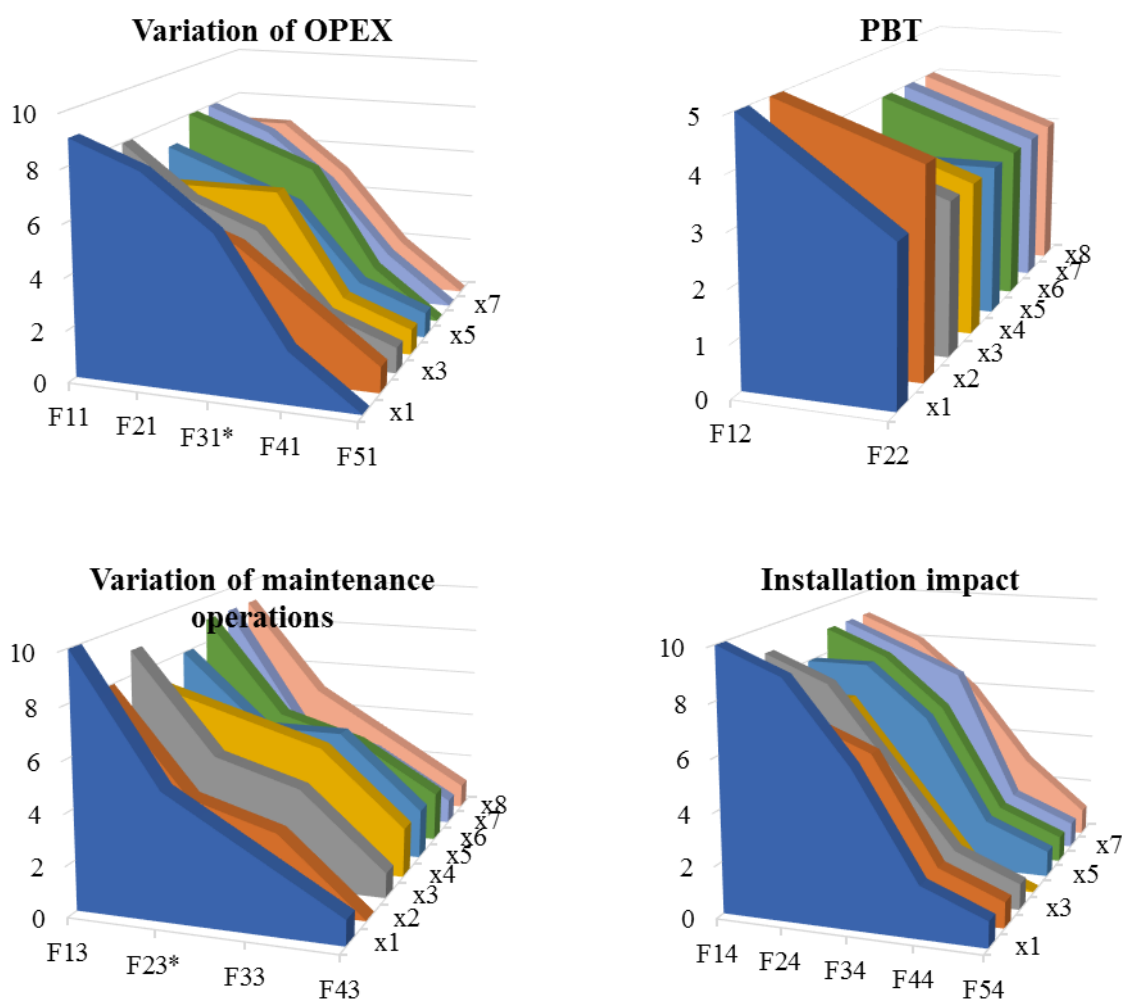 Variation of OPEX
10
8
6
4
2
0
F11
F21
F31*
F41
F51
x1
x3
x5
x7
PBT
5
4
3
2
1
0
F12
F22
x1
x2
x3
x4
x5
x6
x7
x8
Variation of maintenance
operations
10
8
6
4
2
0
F13
F23*
F33
F43
x1
x2
x3
x4
x5
x6
x7
x8
Installation impact
10
8
6
4
2
0
F14
F24
F34
F44
F54
x1
x3
x5
x7